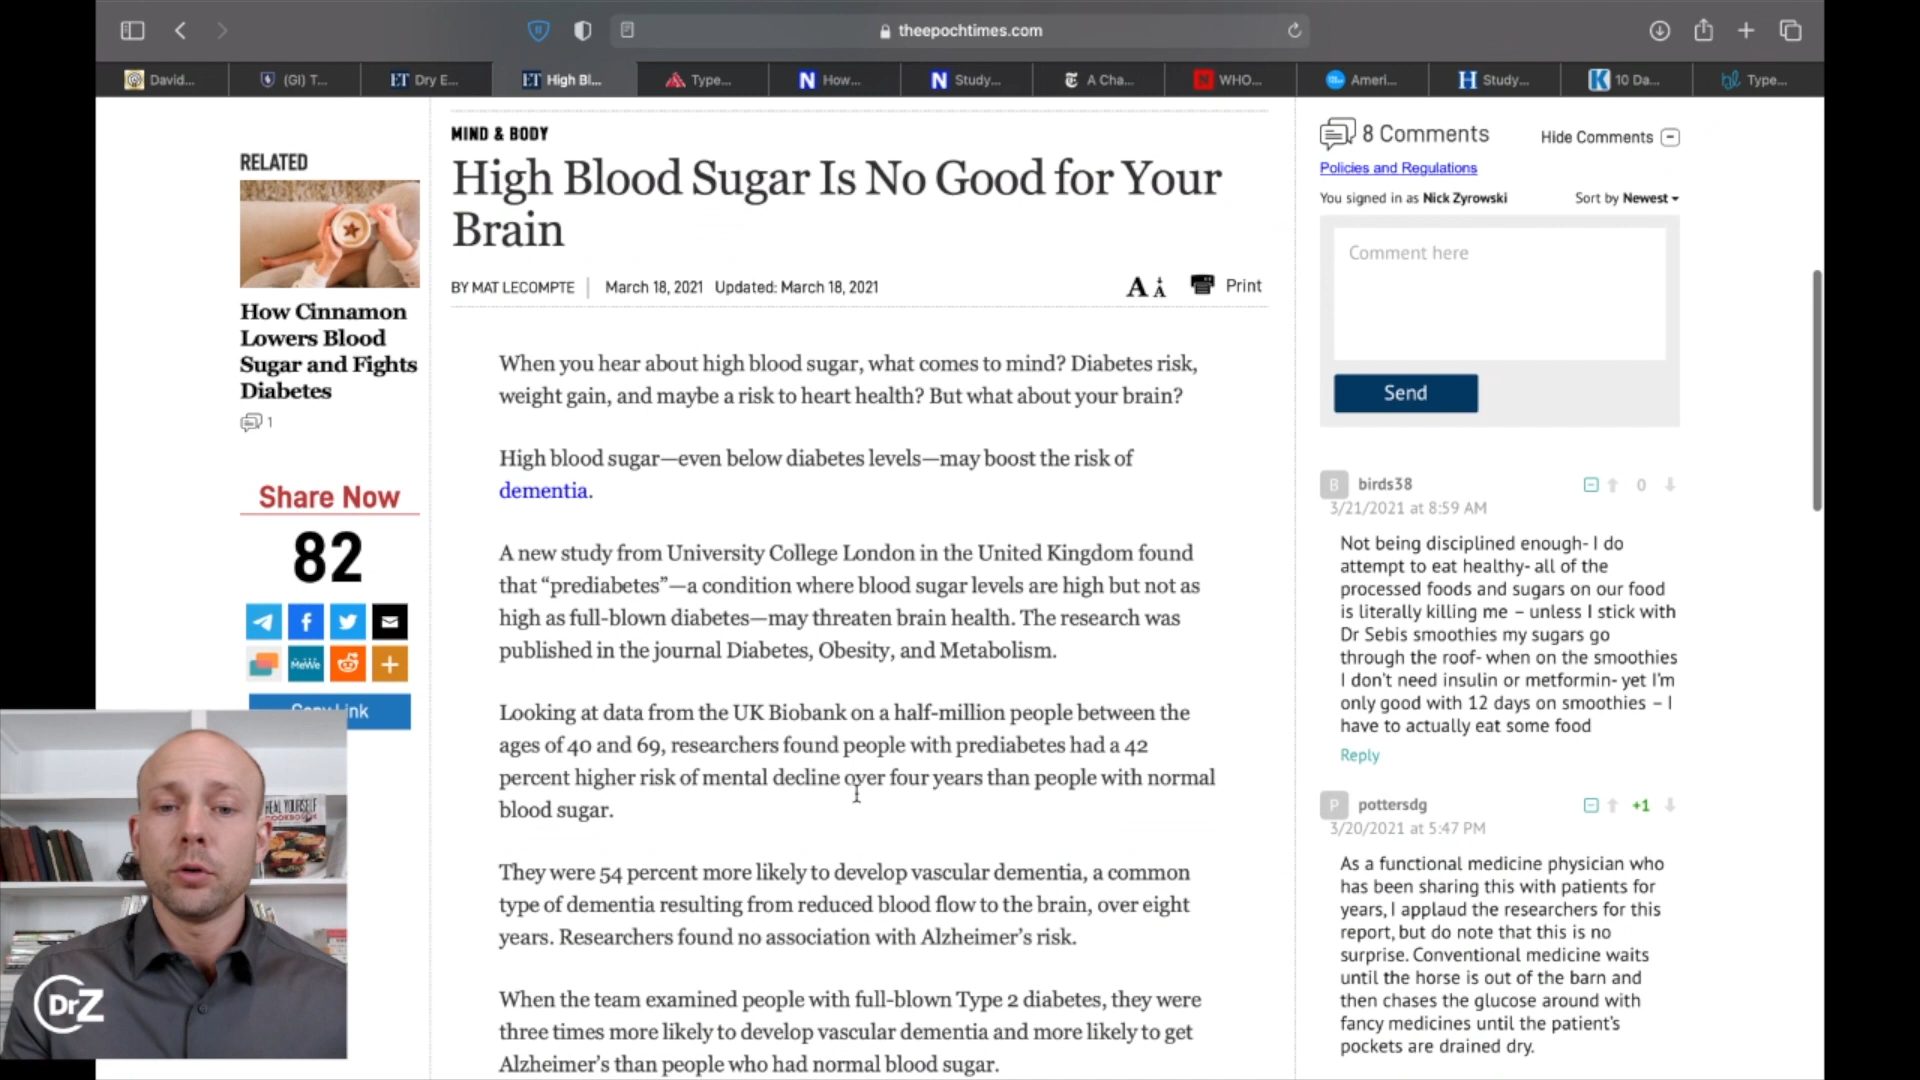 theepochtimes.com
David...
(GI) T...
ET Dry E...
ET High Bl...
Type...
N How...
N Study...
A Cha...
N WHO...
Ameri...
H Study...
K 10 Da...
hl Type...
RELATED
How Cinnamon
Lowers Blood
Sugar and Fights
Diabetes
1
Share Now
82
MeWe
Copy Link
MIND & BODY
High Blood Sugar Is No Good for Your
Brain
BY MAT LECOMPTE
March 18, 2021 Updated: March 18, 2021
A A
Print
When you hear about high blood sugar, what comes to mind? Diabetes risk,
weight gain, and maybe a risk to heart health? But what about your brain?
High blood sugar—even below diabetes levels—may boost the risk of
dementia.
A new study from University College London in the United Kingdom found
that “prediabetes”—a condition where blood sugar levels are high but not as
high as full-blown diabetes—may threaten brain health. The research was
published in the journal Diabetes, Obesity, and Metabolism.
Looking at data from the UK Biobank on a half-million people between the
ages of 40 and 69, researchers found people with prediabetes had a 42
percent higher risk of mental decline over four years than people with normal
blood sugar.
They were 54 percent more likely to develop vascular dementia, a common
type of dementia resulting from reduced blood flow to the brain, over eight
years. Researchers found no association with Alzheimer’s risk.
When the team examined people with full-blown Type 2 diabetes, they were
three times more likely to develop vascular dementia and more likely to get
Alzheimer’s than people who had normal blood sugar.
8 Comments
Hide Comments
Policies and Regulations
You signed in as Nick Zyrowski
Sort by Newest
Comment here
Send
B birds38
0
3/21/2021 at 8:59 AM
Not being disciplined enough- I do
attempt to eat healthy- all of the
processed foods and sugars on our food
is literally killing me – unless I stick with
Dr Sebis smoothies my sugars go
through the roof- when on the smoothies
I don’t need insulin or metformin- yet I’m
only good with 12 days on smoothies – I
have to actually eat some food
Reply
P pottersdg
+1
3/20/2021 at 5:47 PM
As a functional medicine physician who
has been sharing this with patients for
years, I applaud the researchers for this
report, but do note that this is no
surprise. Conventional medicine waits
until the horse is out of the barn and
then chases the glucose around with
fancy medicines until the patient’s
pockets are drained dry.
HEAL YOURSELF
COOKBOOK
DrZ